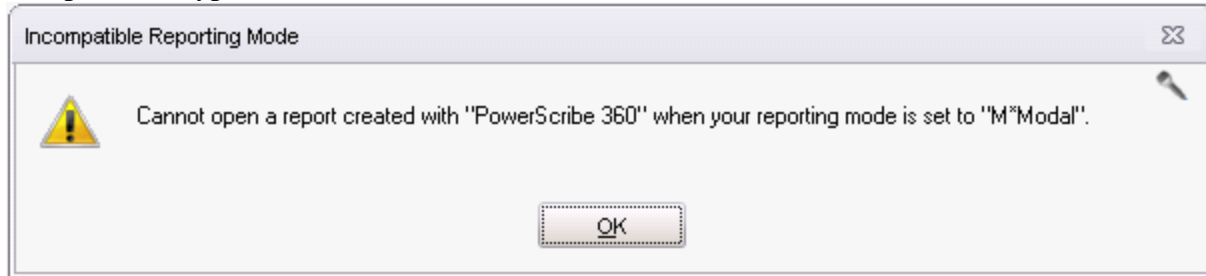 Incompatible Reporting Mode
Cannot open a report created with "PowerScribe 360" when your reporting mode is set to "M*Modal".
OK